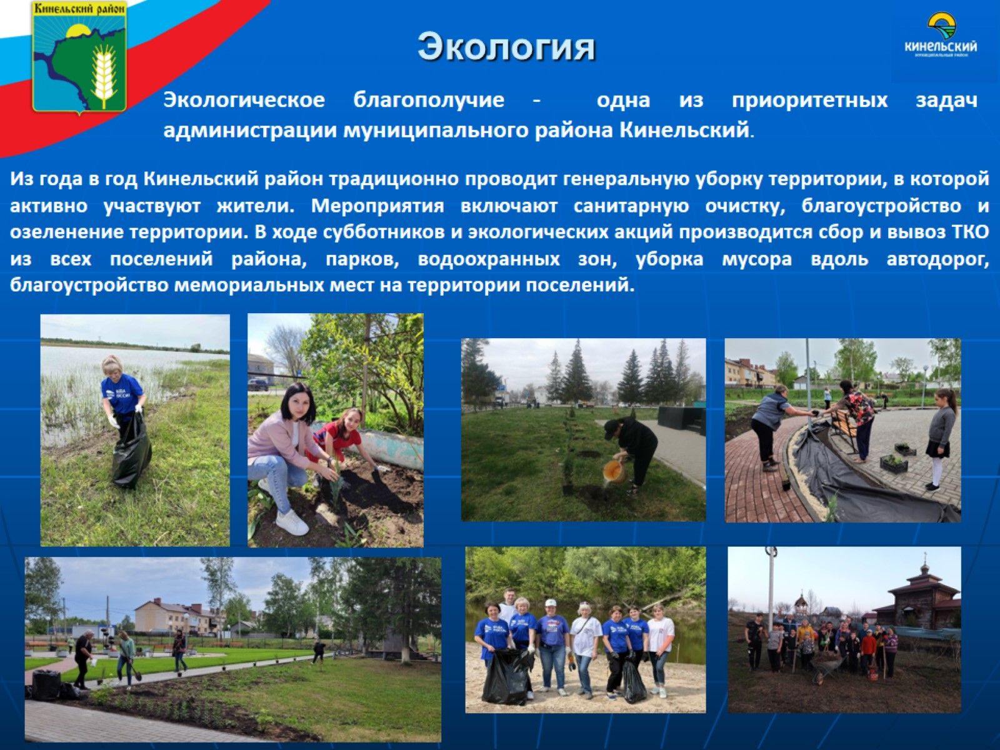 Кинельский район
Экология
КИНЕЛЬСКИЙ
МУНИЦИПАЛЬНЫЙ РАЙОН
Экологическое благополучие - одна из приоритетных задач
администрации муниципального района Кинельский.
Из года в год Кинельский район традиционно проводит генеральную уборку территории, в которой
активно участвуют жители. Мероприятия включают санитарную очистку, благоустройство и
озеленение территории. В ходе субботников и экологических акций производится сбор и вывоз ТКО
из всех поселений района, парков, водоохранных зон, уборка мусора вдоль автодорог,
благоустройство мемориальных мест на территории поселений.